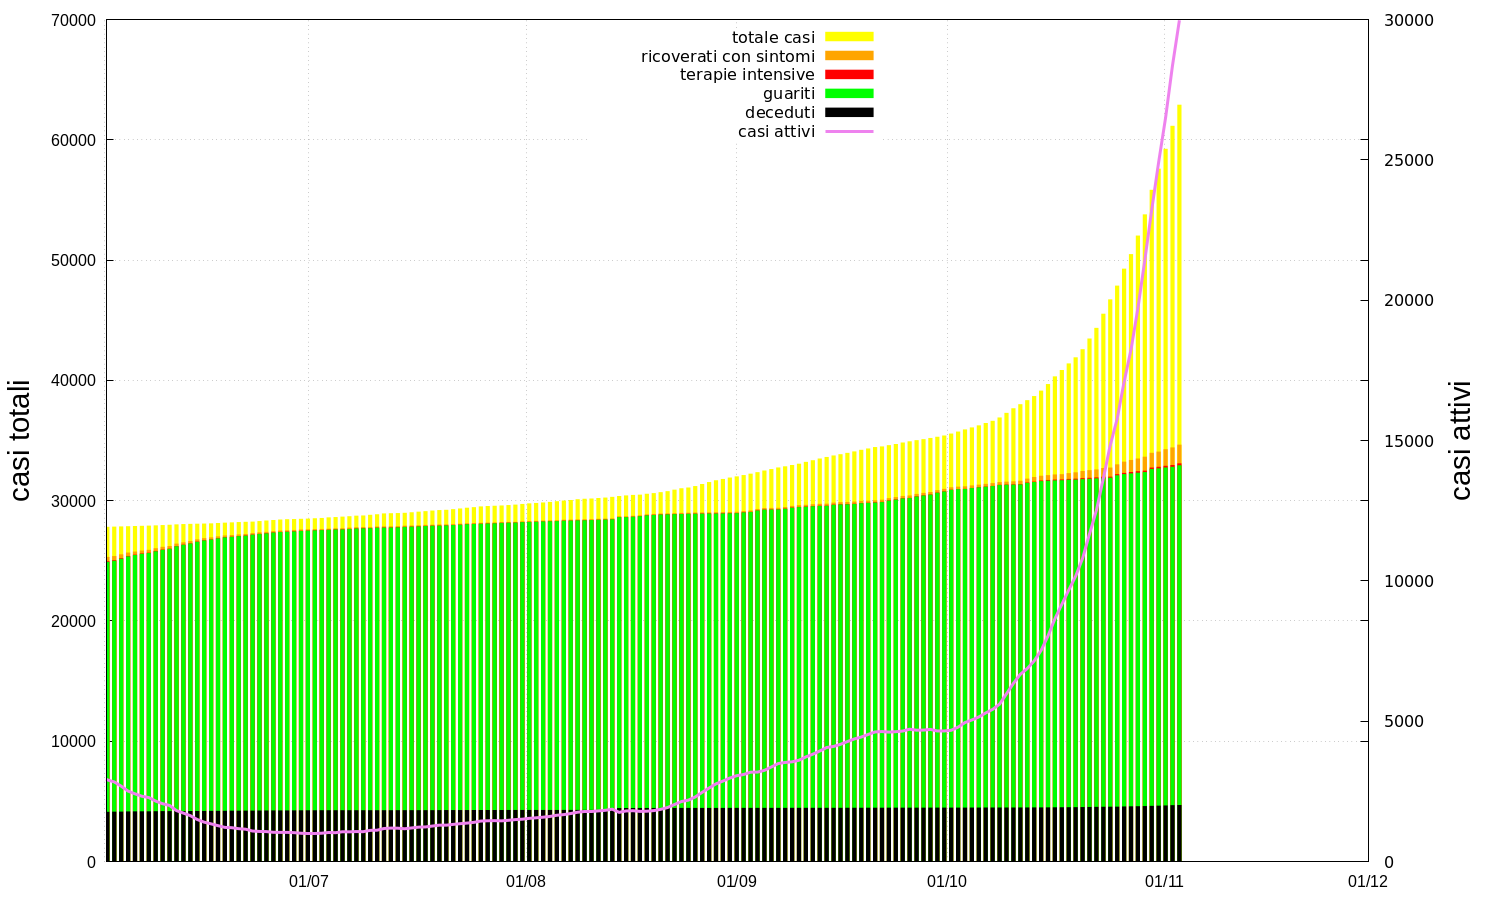 70000
60000
50000
40000
30000
20000
10000
0
casi totali
totale casi
ricoverati con sintomi
terapie intensive
guariti
deceduti
casi attivi
30000
25000
20000
15000
10000
5000
0
casi attivi
01/07
01/08
01/09
01/10
01/11
01/12